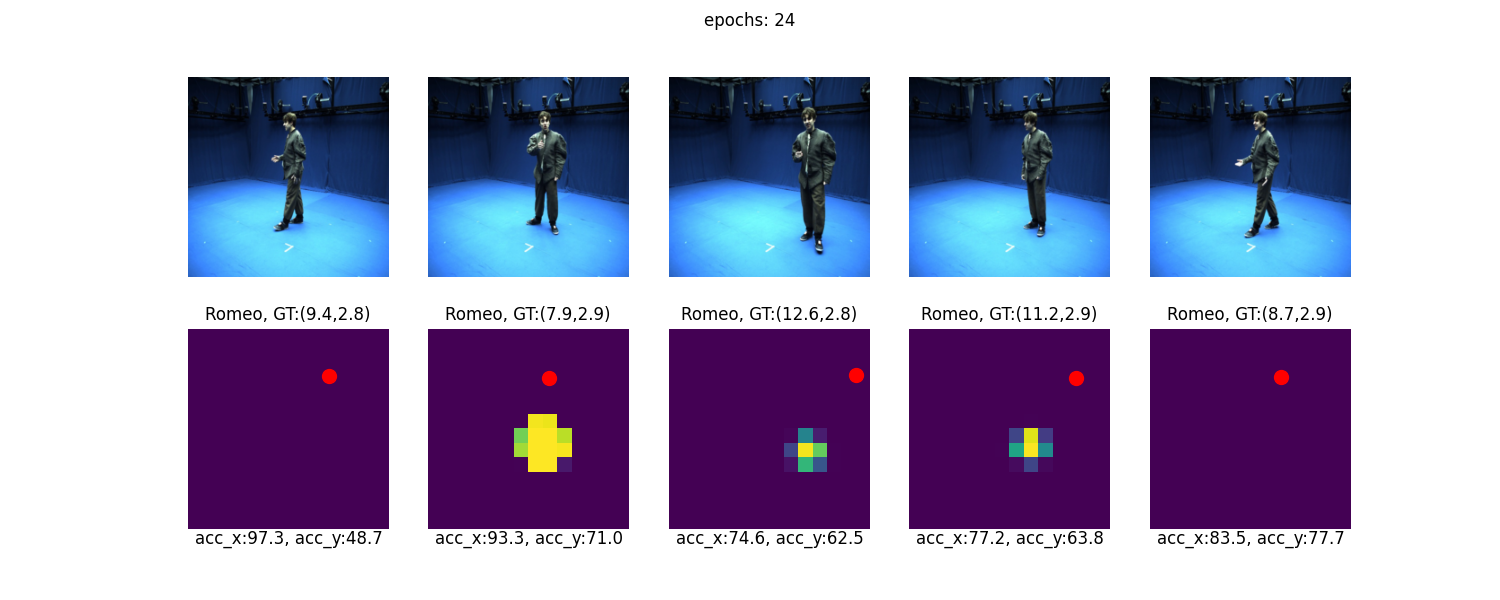 epochs: 24
Romeo, GT:(9.4,2.8)
Romeo, GT:(7.9,2.9)
Romeo, GT:(12.6,2.8)
Romeo, GT:(11.2,2.9)
Romeo, GT:(8.7,2.9)
acc_x:97.3, acc_y:48.7
acc_x:93.3, acc_y:71.0
acc_x:74.6, acc_y:62.5
acc_x:77.2, acc_y:63.8
acc_x:83.5, acc_y:77.7